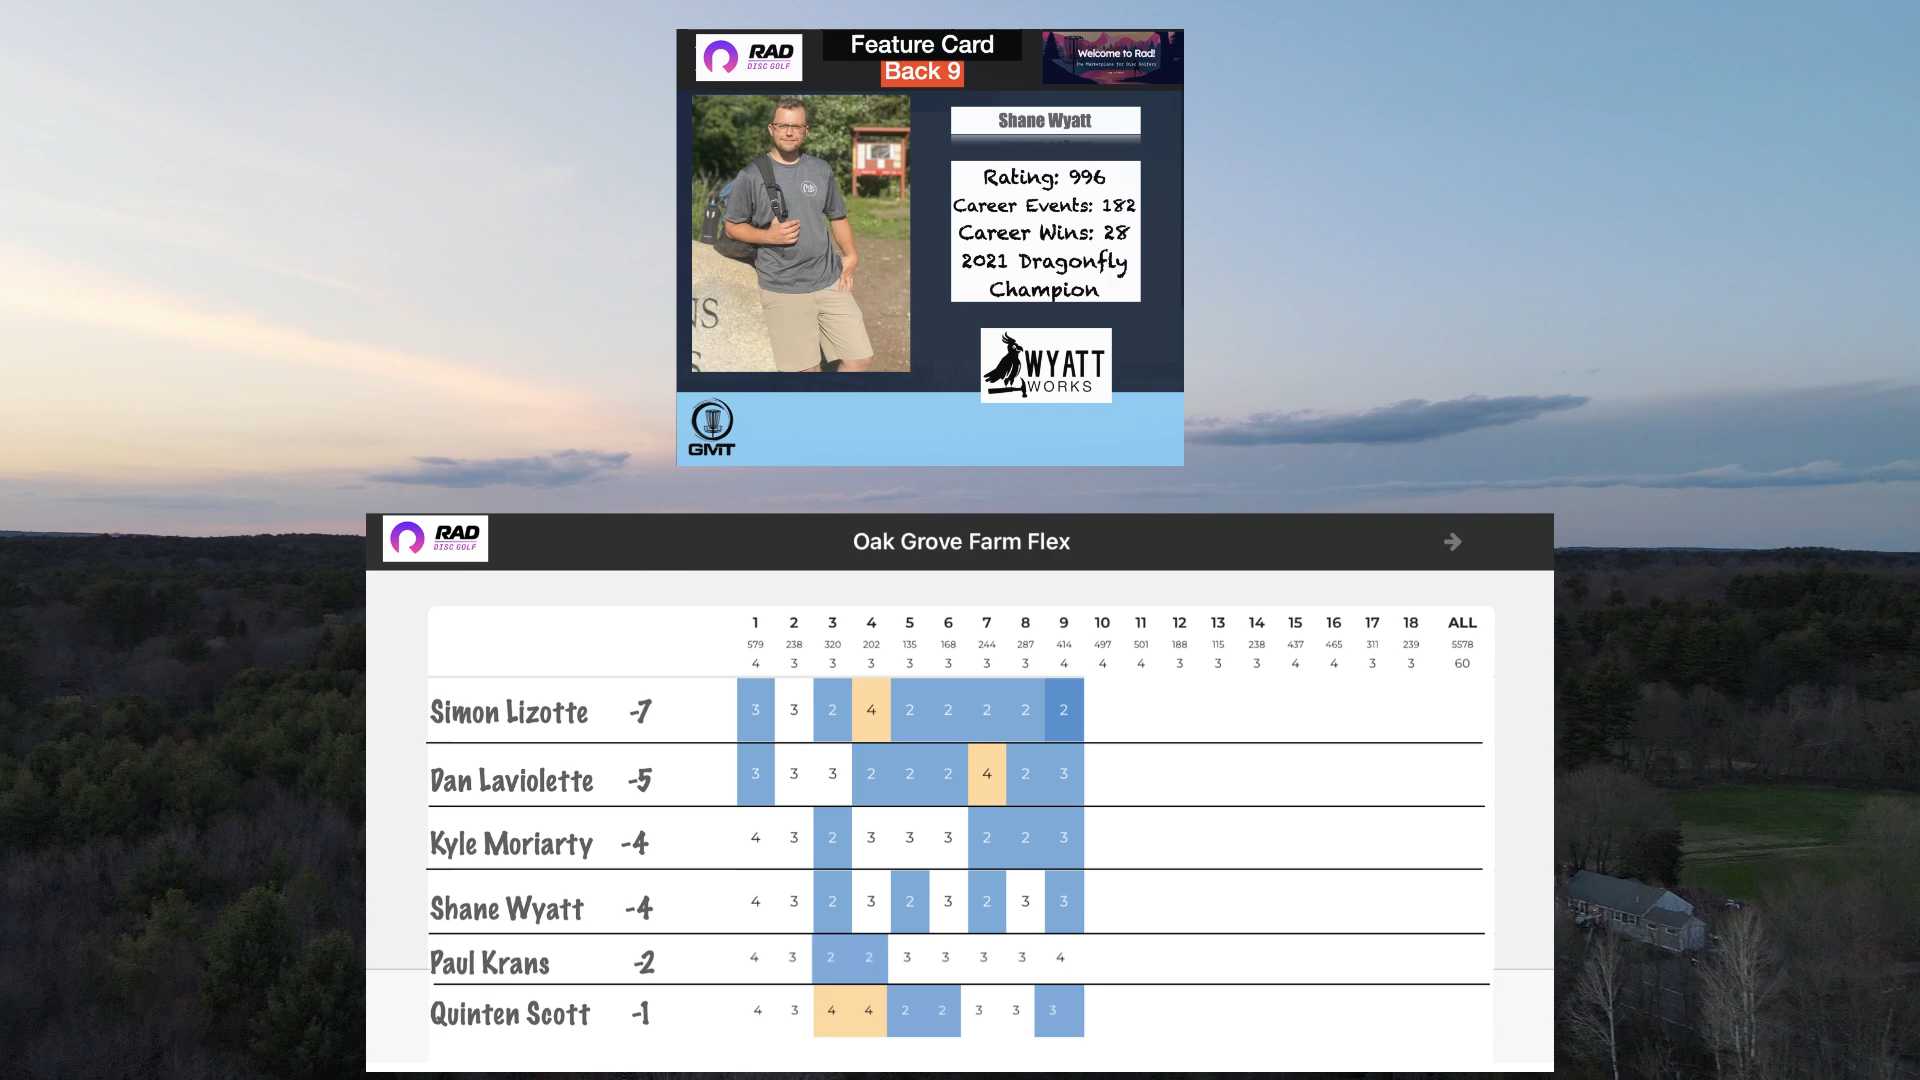 RAD
DISC GOLF
Feature Card
Back 9
Welcome to Rad!
The Marketplace for Disc Golfers
Shane Wyatt
Rating: 996
Career Events: 182
Career Wins: 28
2021 Dragonfly
Champion
WYATT
WORKS
NS
S
GMT
RAD
DISC GOLF
Oak Grove Farm Flex
1 2 3 4 5 6 7 8 9 10 11 12 13 14 15 16 17 18 ALL
579 238 320 202 135 168 244 287 414 497 501 188 115 238 437 465 311 239 5578
4 3 3 3 3 3 3 3 4 4 4 3 3 3 4 4 3 3 60
Simon Lizotte -7 3 3 2 4 2 2 2 2 2
Dan Laviolette -5 3 3 3 2 2 2 4 2 3
Kyle Moriarty -4 4 3 2 3 3 3 2 2 3
Shane Wyatt -4 4 3 2 3 2 3 2 3 3
Paul Krans -2 4 3 2 2 3 3 3 3 4
Quinten Scott -1 4 3 4 4 2 2 3 3 3